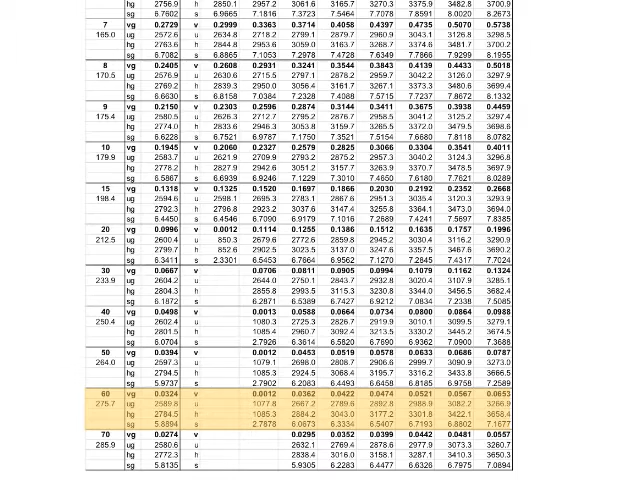 hg 2756.9 h 2850.1 2957.2 3061.6 3165.7 3270.3 3375.9 3482.8 3700.9
sg 6.7602 s 6.9665 7.1816 7.3723 7.5464 7.7078 7.8591 8.0020 8.2673
7 vg 0.2729 v 0.2999 0.3363 0.3714 0.4058 0.4397 0.4735 0.5070 0.5738
165.0 ug 2572.6 u 2634.8 2718.2 2799.1 2879.7 2960.9 3043.1 3126.8 3298.5
hg 2763.6 h 2844.8 2953.6 3059.0 3163.7 3268.7 3374.6 3481.7 3700.2
sg 6.7082 s 6.8865 7.1053 7.2978 7.4728 7.6349 7.7866 7.9299 8.1955
8 vg 0.2405 v 0.2608 0.2931 0.3241 0.3544 0.3843 0.4139 0.4433 0.5018
170.5 ug 2576.9 u 2630.6 2715.5 2797.1 2878.2 2959.7 3042.2 3126.0 3297.9
hg 2769.2 h 2839.3 2950.0 3056.4 3161.7 3267.1 3373.3 3480.6 3699.4
sg 6.6630 s 6.8158 7.0384 7.2328 7.4088 7.5715 7.7237 7.8672 8.1332
9 vg 0.2150 v 0.2303 0.2596 0.2874 0.3144 0.3411 0.3675 0.3938 0.4459
175.4 ug 2580.5 u 2626.3 2712.7 2795.2 2876.7 2958.5 3041.2 3125.2 3297.4
hg 2774.0 h 2833.6 2946.3 3053.8 3159.7 3265.5 3372.0 3479.5 3698.6
sg 6.6228 s 6.7521 6.9787 7.1750 7.3521 7.5154 7.6680 7.8118 8.0782
10 vg 0.1945 v 0.2060 0.2327 0.2579 0.2825 0.3066 0.3304 0.3541 0.4011
179.9 ug 2583.7 u 2621.9 2709.9 2793.2 2875.2 2957.3 3040.2 3124.3 3296.8
hg 2778.2 h 2827.9 2942.6 3051.2 3157.7 3263.9 3370.7 3478.5 3697.9
sg 6.5867 s 6.6939 6.9246 7.1229 7.3010 7.4650 7.6180 7.7621 8.0289
15 vg 0.1318 v 0.1325 0.1520 0.1697 0.1866 0.2030 0.2192 0.2352 0.2668
198.4 ug 2594.6 u 2598.1 2695.3 2783.1 2867.6 2951.3 3035.4 3120.3 3293.9
hg 2792.3 h 2796.8 2923.2 3037.6 3147.4 3255.8 3364.1 3473.0 3694.0
sg 6.4450 s 6.4546 6.7090 6.9179 7.1016 7.2689 7.4241 7.5697 7.8385
20 vg 0.0996 v 0.0012 0.1114 0.1255 0.1386 0.1512 0.1635 0.1757 0.1996
212.5 ug 2600.4 u 850.3 2679.6 2772.6 2859.8 2945.2 3030.4 3116.2 3290.9
hg 2799.7 h 852.6 2902.5 3023.5 3137.0 3247.6 3357.5 3467.6 3690.2
sg 6.3411 s 2.3301 6.5453 6.7664 6.9562 7.1270 7.2845 7.4317 7.7024
30 vg 0.0667 v 0.0706 0.0811 0.0905 0.0994 0.1079 0.1162 0.1324
233.9 ug 2604.2 u 2644.0 2750.1 2843.7 2932.8 3020.4 3107.9 3285.1
hg 2804.3 h 2855.8 2993.5 3115.3 3230.8 3344.0 3456.5 3682.4
sg 6.1872 s 6.2871 6.5389 6.7427 6.9212 7.0834 7.2338 7.5085
40 vg 0.0498 v 0.0013 0.0588 0.0664 0.0734 0.0800 0.0864 0.0988
250.4 ug 2602.4 u 1080.3 2725.3 2826.7 2919.9 3010.1 3099.5 3279.1
hg 2801.5 h 1085.4 2960.7 3092.4 3213.5 3330.2 3445.2 3674.5
sg 6.0704 s 2.7926 6.3614 6.5820 6.7690 6.9362 7.0900 7.3688
50 vg 0.0394 v 0.0012 0.0453 0.0519 0.0578 0.0633 0.0686 0.0787
264.0 ug 2597.3 u 1079.1 2698.0 2808.7 2906.6 2999.7 3090.9 3273.0
hg 2794.5 h 1085.3 2924.5 3068.4 3195.7 3316.2 3433.8 3666.5
sg 5.9737 s 2.7902 6.2083 6.4493 6.6458 6.8185 6.9758 7.2589
60 vg 0.0324 v 0.0012 0.0362 0.0422 0.0474 0.0521 0.0567 0.0653
275.7 ug 2589.8 u 1077.8 2667.2 2789.6 2892.8 2988.9 3082.2 3266.9
hg 2784.5 h 1085.3 2884.2 3043.0 3177.2 3301.8 3422.1 3658.4
sg 5.8894 s 2.7878 6.0673 6.3334 6.5407 6.7193 6.8802 7.1677
70 vg 0.0274 v 0.0295 0.0352 0.0399 0.0442 0.0481 0.0557
285.9 ug 2580.6 u 2632.1 2769.4 2878.6 2977.9 3073.3 3260.7
hg 2772.3 h 2838.4 3016.0 3158.1 3287.1 3410.3 3650.3
sg 5.8135 s 5.9305 6.2283 6.4477 6.6326 6.7975 7.0894